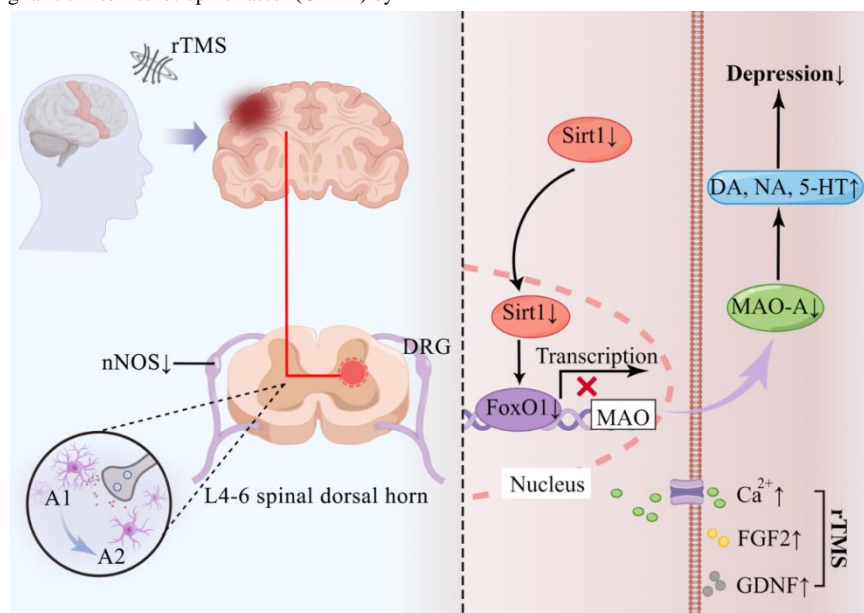 by
rTMS
nNOS↓
DRG
A1
A2
L4-6 spinal dorsal horn
Sirt1↓
Sirt1↓
Transcription
FoxO1↓
MAO
Nucleus
Depression↓
DA, NA, 5-HT↑
MAO-A↓
Ca²⁺↑
FGF2↑
GDNF↑
rTMS